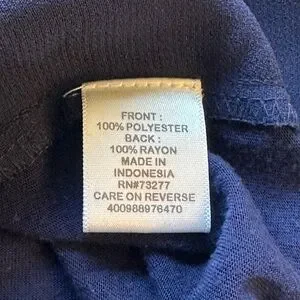 FRONT :
100% POLYESTER
BACK :
100% RAYON
MADE IN
INDONESIA
RN#73277
CARE ON REVERSE
400988976470